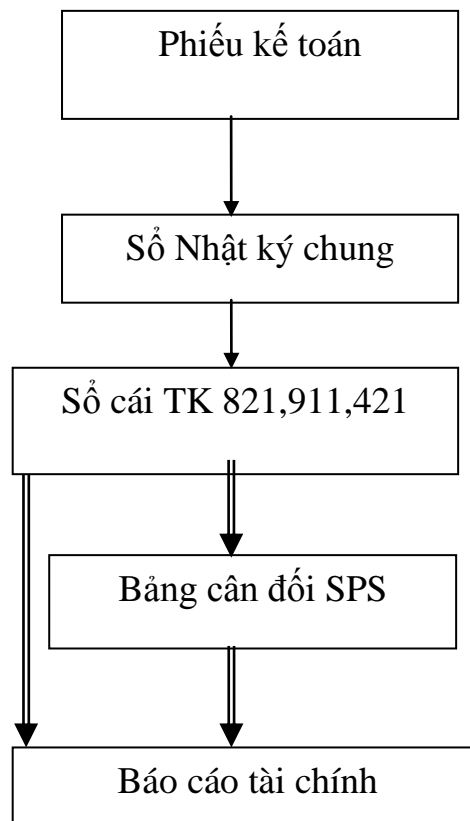 Phiếu kế toán
Sổ Nhật ký chung
Sổ cái TK 821,911,421
Bảng cân đối SPS
Báo cáo tài chính